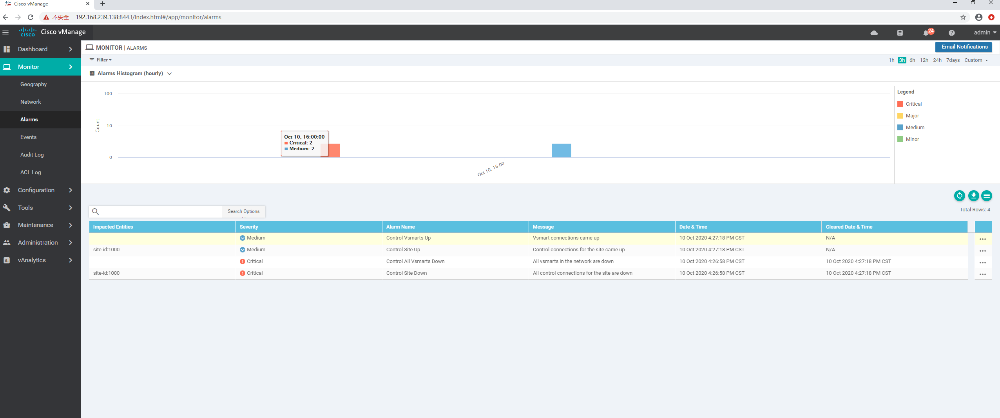 Cisco vManage
不安全 192.168.239.138:8443/index.html#/app/monitor/alarms
cisco Cisco vManage
24
admin
Dashboard
Monitor
Geography
Network
Alarms
Events
Audit Log
ACL Log
Configuration
Tools
Maintenance
Administration
vAnalytics
MONITOR | ALARMS
Email Notifications
Filter
1h 3h 6h 12h 24h 7days Custom
Alarms Histogram (hourly)
Count
100
10
0
Oct 10, 16:00:00
Critical: 2
Medium: 2
Oct 10, 16:00
Legend
Critical
Major
Medium
Minor
Search Options
Total Rows: 4
Impacted Entities Severity Alarm Name Message Date & Time Cleared Date & Time
Medium Control Vsmarts Up Vsmart connections came up 10 Oct 2020 4:27:18 PM CST N/A
site-id:1000 Medium Control Site Up Control connections for the site came up 10 Oct 2020 4:27:18 PM CST N/A
Critical Control All Vsmarts Down All vsmarts in the network are down 10 Oct 2020 4:26:58 PM CST 10 Oct 2020 4:27:18 PM CST
site-id:1000 Critical Control Site Down All control connections for the site are down 10 Oct 2020 4:26:58 PM CST 10 Oct 2020 4:27:18 PM CST